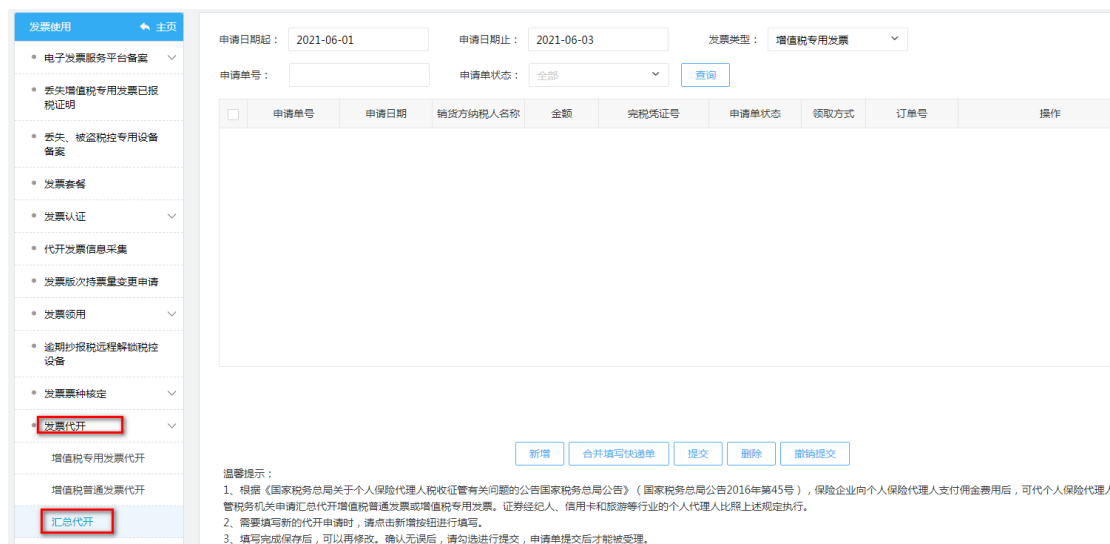 发票使用
主页
电子发票服务平台备案
丢失增值税专用发票已报
税证明
丢失、被盗税控专用设备
备案
发票套餐
发票认证
代开发票信息采集
发票版次持票量变更申请
发票领用
逾期抄报税远程解锁税控
设备
发票票种核定
发票代开
增值税专用发票代开
增值税普通发票代开
汇总代开
申请日期起： 2021-06-01 申请日期止： 2021-06-03 发票类型： 增值税专用发票
申请单号： 申请单状态： 全部 查询
申请单号 申请日期 销货方纳税人名称 金额 完税凭证号 申请单状态 领取方式 订单号 操作
新增 合并填写快递单 提交 删除 撤销提交
温馨提示：
1、根据《国家税务总局关于个人保险代理人税收征管有关问题的公告国家税务总局公告》（国家税务总局公告2016年第45号），保险企业向个人保险代理人支付佣金费用后，可代个人保险代理人
管税务机关申请汇总代开增值税普通发票或增值税专用发票。证券经纪人、信用卡和旅游等行业的个人代理人比照上述规定执行。
2、需要填写新的代开申请时，请点击新增按钮进行填写。
3、填写完成保存后，可以再修改。确认无误后，请勾选进行提交，申请单提交后才能被受理。